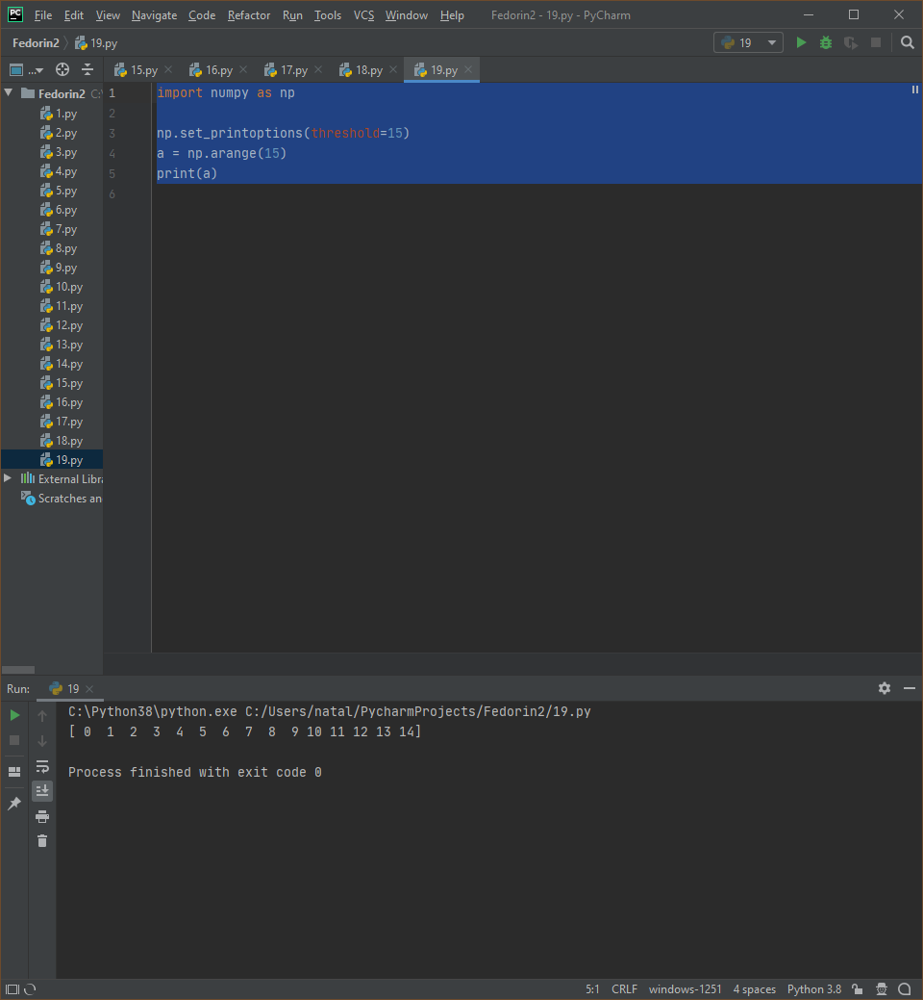 PC File Edit View Navigate Code Refactor Run Tools VCS Window Help Fedorin2 - 19.py - PyCharm
Fedorin2 19.py 19
... 15.py 16.py 17.py 18.py 19.py
Fedorin2 C:\
1.py
2.py
3.py
4.py
5.py
6.py
7.py
8.py
9.py
10.py
11.py
12.py
13.py
14.py
15.py
16.py
17.py
18.py
19.py
External Libra
Scratches an
1 import numpy as np
2
3 np.set_printoptions(threshold=15)
4 a = np.arange(15)
5 print(a)
6
Run: 19
C:\Python38\python.exe C:/Users/natal/PycharmProjects/Fedorin2/19.py
[ 0  1  2  3  4  5  6  7  8  9 10 11 12 13 14]
Process finished with exit code 0
5:1 CRLF windows-1251 4 spaces Python 3.8